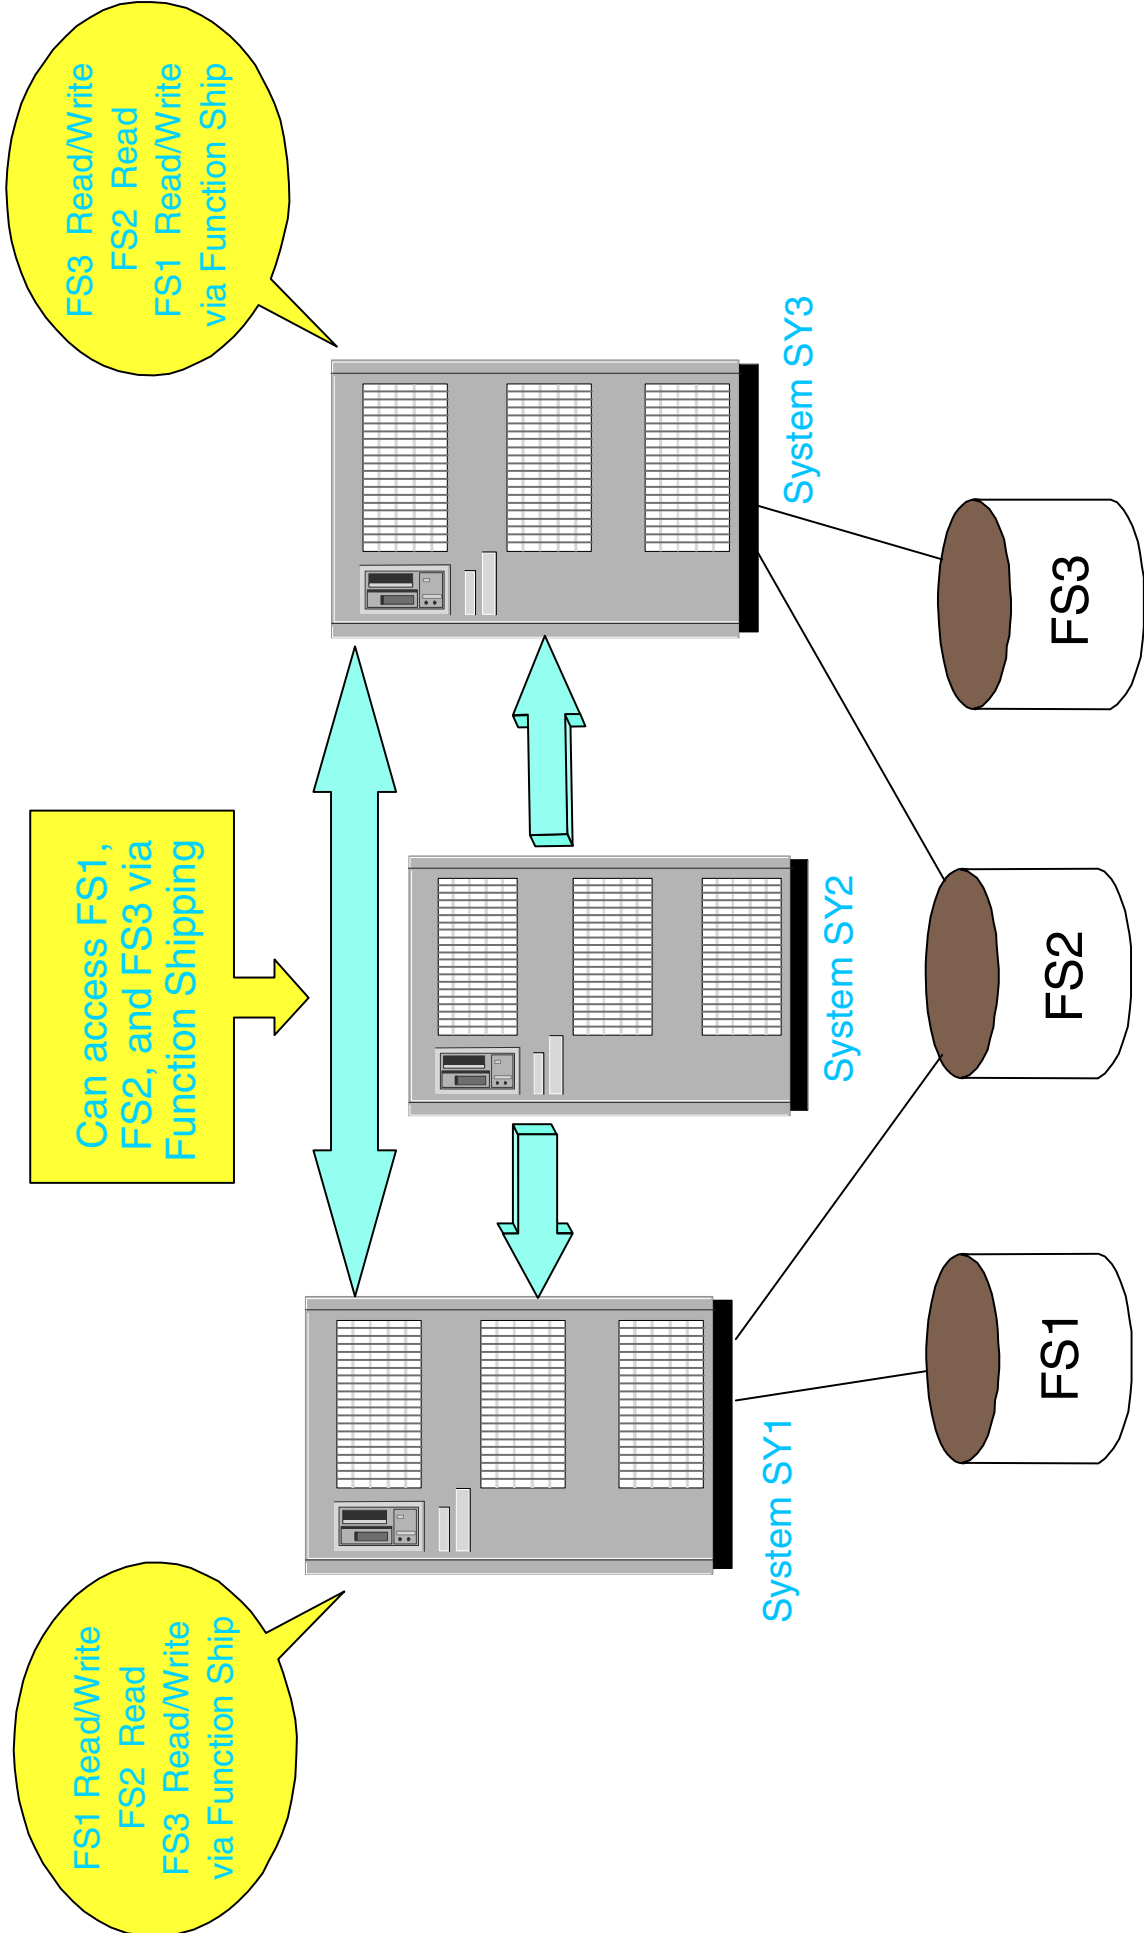 FS1 Read/Write
FS2 Read
FS3 Read/Write
via Function Ship
Can access FS1,
FS2, and FS3 via
Function Shipping
FS3 Read/Write
FS2 Read
FS1 Read/Write
via Function Ship
System SY1
System SY2
System SY3
FS1
FS2
FS3